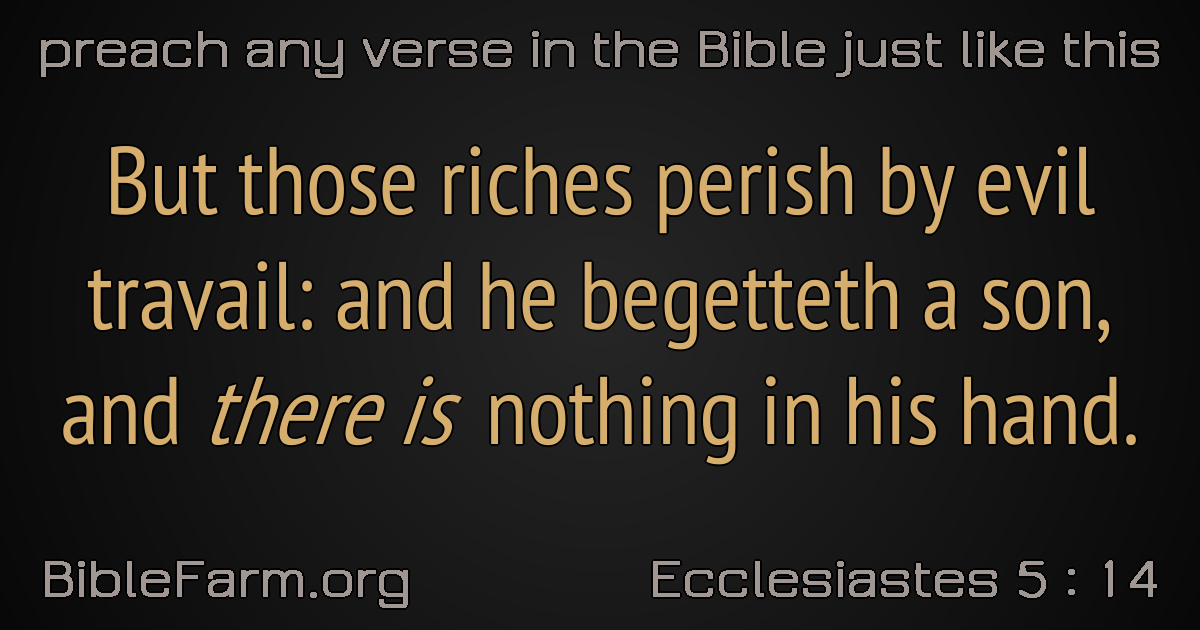 preach any verse in the Bible just like this
But those riches perish by evil
travail: and he begetteth a son,
and there is nothing in his hand.
BibleFarm.org
Ecclesiastes 5 : 14